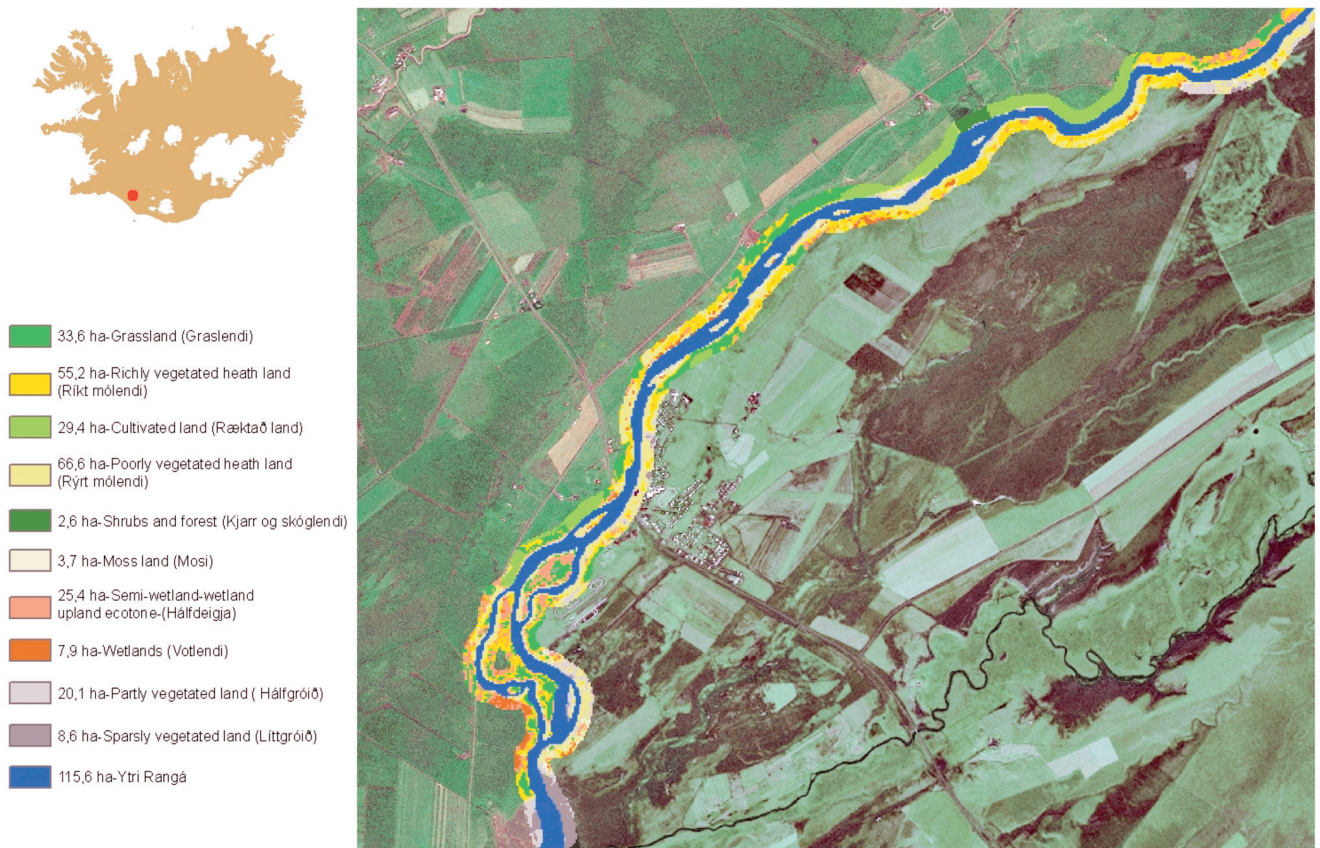 33,6 ha-Grassland (Graslendi)
55,2 ha-Richly vegetated heath land
(Ríkt mólendi)
29,4 ha-Cultivated land (Ræktað land)
66,6 ha-Poorly vegetated heath land
(Rýrt mólendi)
2,6 ha-Shrubs and forest (Kjarr og skóglendi)
3,7 ha-Moss land (Mosi)
25,4 ha-Semi-wetland-wetland
upland ecotone-(Hálfdeigja)
7,9 ha-Wetlands (Votlendi)
20,1 ha-Partly vegetated land ( Hálfgróið)
8,6 ha-Sparsly vegetated land (Líttgróið)
115,6 ha-Ytri Rangá